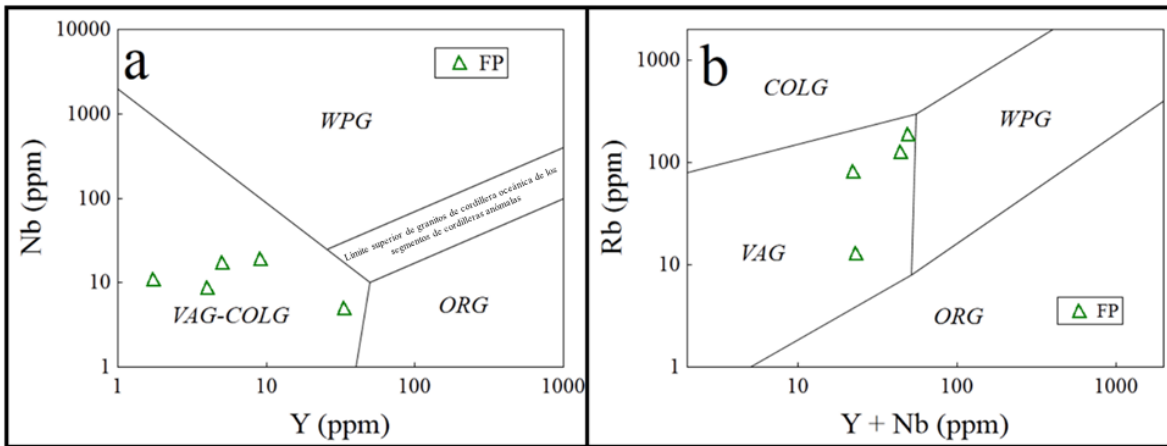 a
10000
1000
100
10
1
Nb (ppm)
FP
WPG
Límite superior de granitos de cordillera oceánica de los
segmentos de cordilleras anómalas
VAG-COLG
ORG
1
10
100
1000
Y (ppm)
b
1000
100
10
1
Rb (ppm)
COLG
WPG
VAG
ORG
FP
10
100
1000
Y + Nb (ppm)